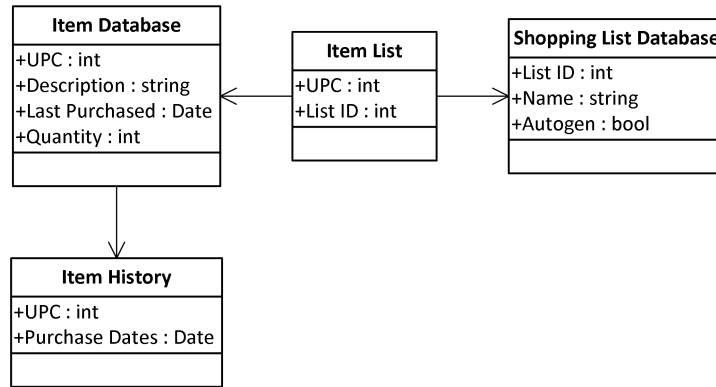 Item Database
+UPC : int
+Description : string
+Last Purchased : Date
+Quantity : int
Item List
+UPC : int
+List ID : int
Shopping List Database
+List ID : int
+Name : string
+Autogen : bool
Item History
+UPC : int
+Purchase Dates : Date